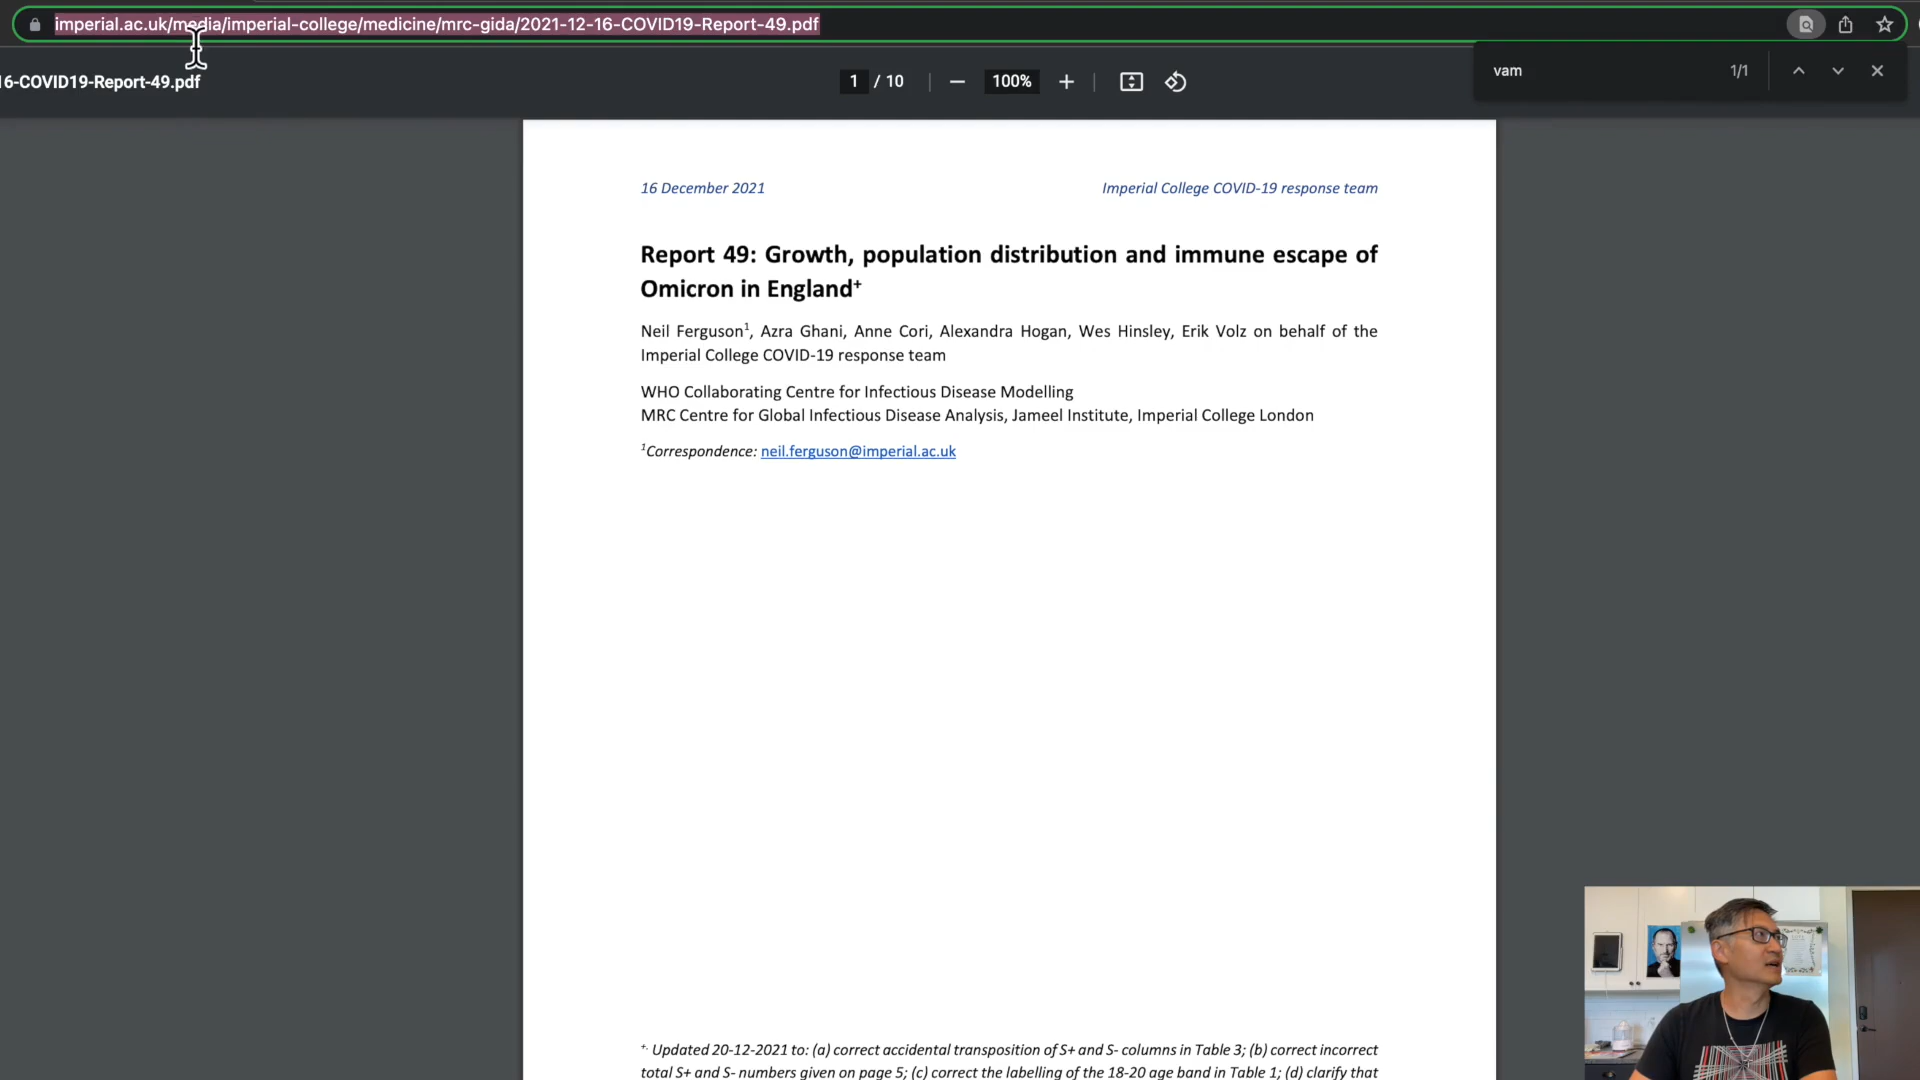 imperial.ac.uk/media/imperial-college/medicine/mrc-gida/2021-12-16-COVID19-Report-49.pdf
16-COVID19-Report-49.pdf
1 / 10
100%
vam
1/1
16 December 2021
Imperial College COVID-19 response team
Report 49: Growth, population distribution and immune escape of
Omicron in England+
Neil Ferguson1, Azra Ghani, Anne Cori, Alexandra Hogan, Wes Hinsley, Erik Volz on behalf of the
Imperial College COVID-19 response team
WHO Collaborating Centre for Infectious Disease Modelling
MRC Centre for Global Infectious Disease Analysis, Jameel Institute, Imperial College London
1Correspondence: neil.ferguson@imperial.ac.uk
+. Updated 20-12-2021 to: (a) correct accidental transposition of S+ and S- columns in Table 3; (b) correct incorrect
total S+ and S- numbers given on page 5; (c) correct the labelling of the 18-20 age band in Table 1; (d) clarify that